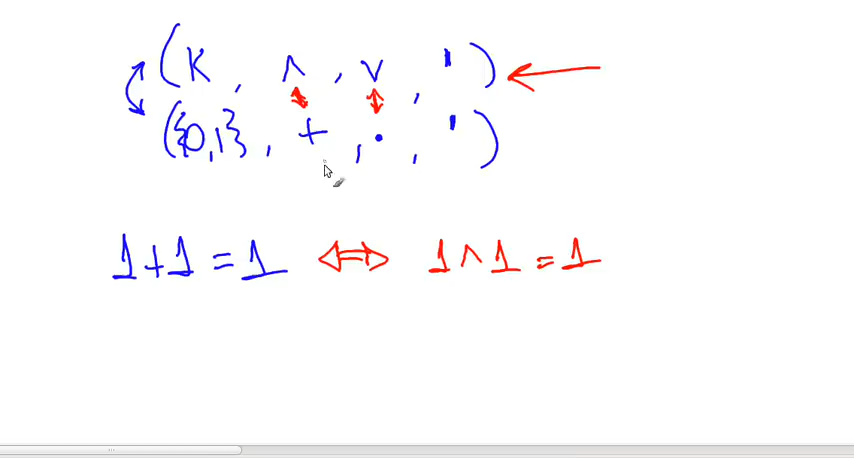 (K, ∧, ∨, ')
({0,1}, +, ·, ')
1+1=1 ⇔ 1∧1=1